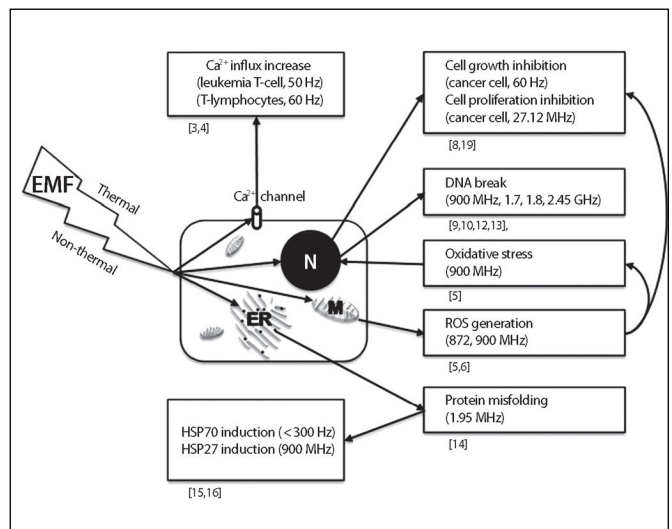 Ca²⁺ influx increase
(leukemia T-cell, 50 Hz)
(T-lymphocytes, 60 Hz)
[3,4]
Cell growth inhibition
(cancer cell, 60 Hz)
Cell proliferation inhibition
(cancer cell, 27.12 MHz)
[8,19]
EMF
Thermal
Non-thermal
Ca²⁺ channel
N
M
ER
DNA break
(900 MHz, 1.7, 1.8, 2.45 GHz)
[9,10,12,13],
Oxidative stress
(900 MHz)
[5]
ROS generation
(872, 900 MHz)
[5,6]
Protein misfolding
(1.95 MHz)
[14]
HSP70 induction (<300 Hz)
HSP27 induction (900 MHz)
[15,16]